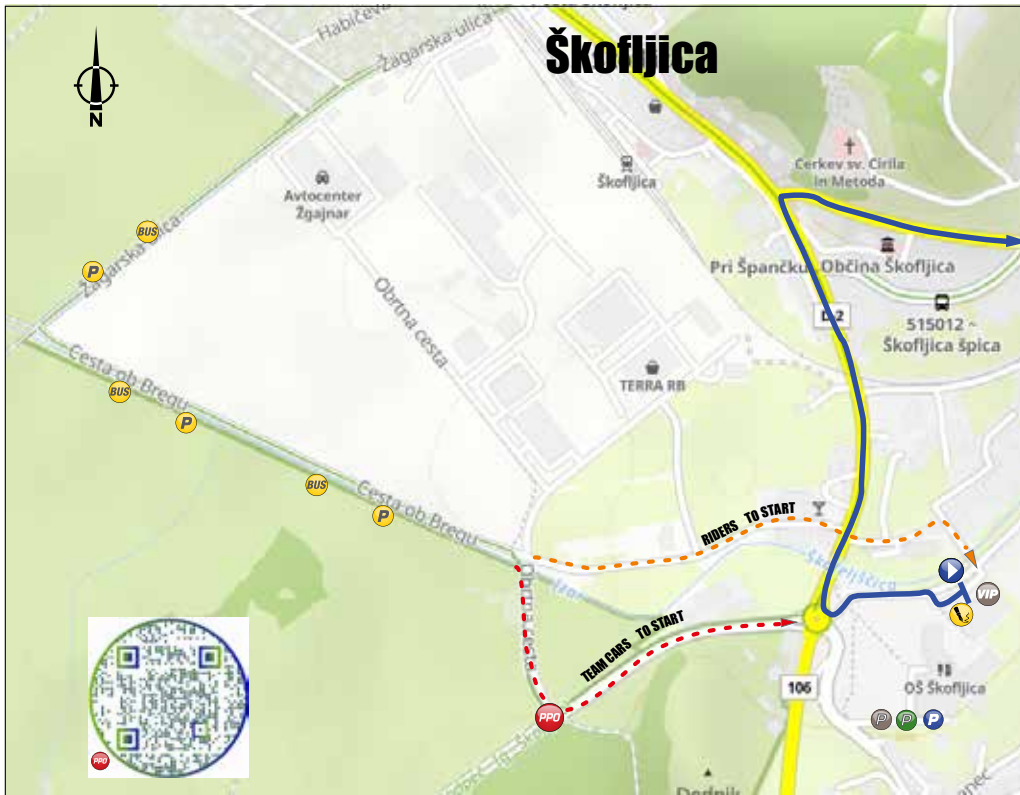 Škofljica
Habičeva
Žagarska ulica
N
Cerkev sv. Cirila
in Metoda
Škofljica
Avtocenter
Žgajnar
BUS
P
Žagarska ulica
Pri Špančku
Občina Škofljica
Obrtna cesta
515012 ~
Škofljica špica
TERRA RB
Cesta ob Bregu
BUS
P
BUS
P
Cesta ob Bregu
RIDERS TO START
Škofeljščica
Izar
VIP
TEAM CARS TO START
106
OŠ Škofljica
PPO
P P P
PPO